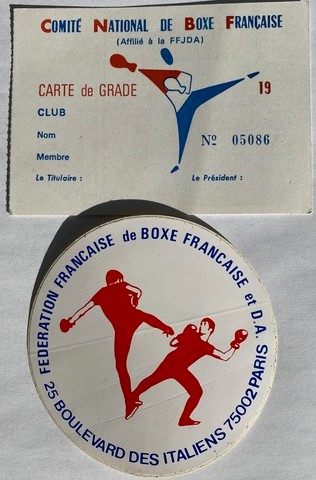 COMITÉ NATIONAL DE BOXE FRANÇAISE
(Affilié à la FFJDA)
CARTE de GRADE 19
CLUB
Nom Nº 05086
Membre
Le Titulaire : Le Président :
FEDERATION FRANCAISE de BOXE FRANCAISE et D.A.
25 BOULEVARD DES ITALIENS 75002 PARIS